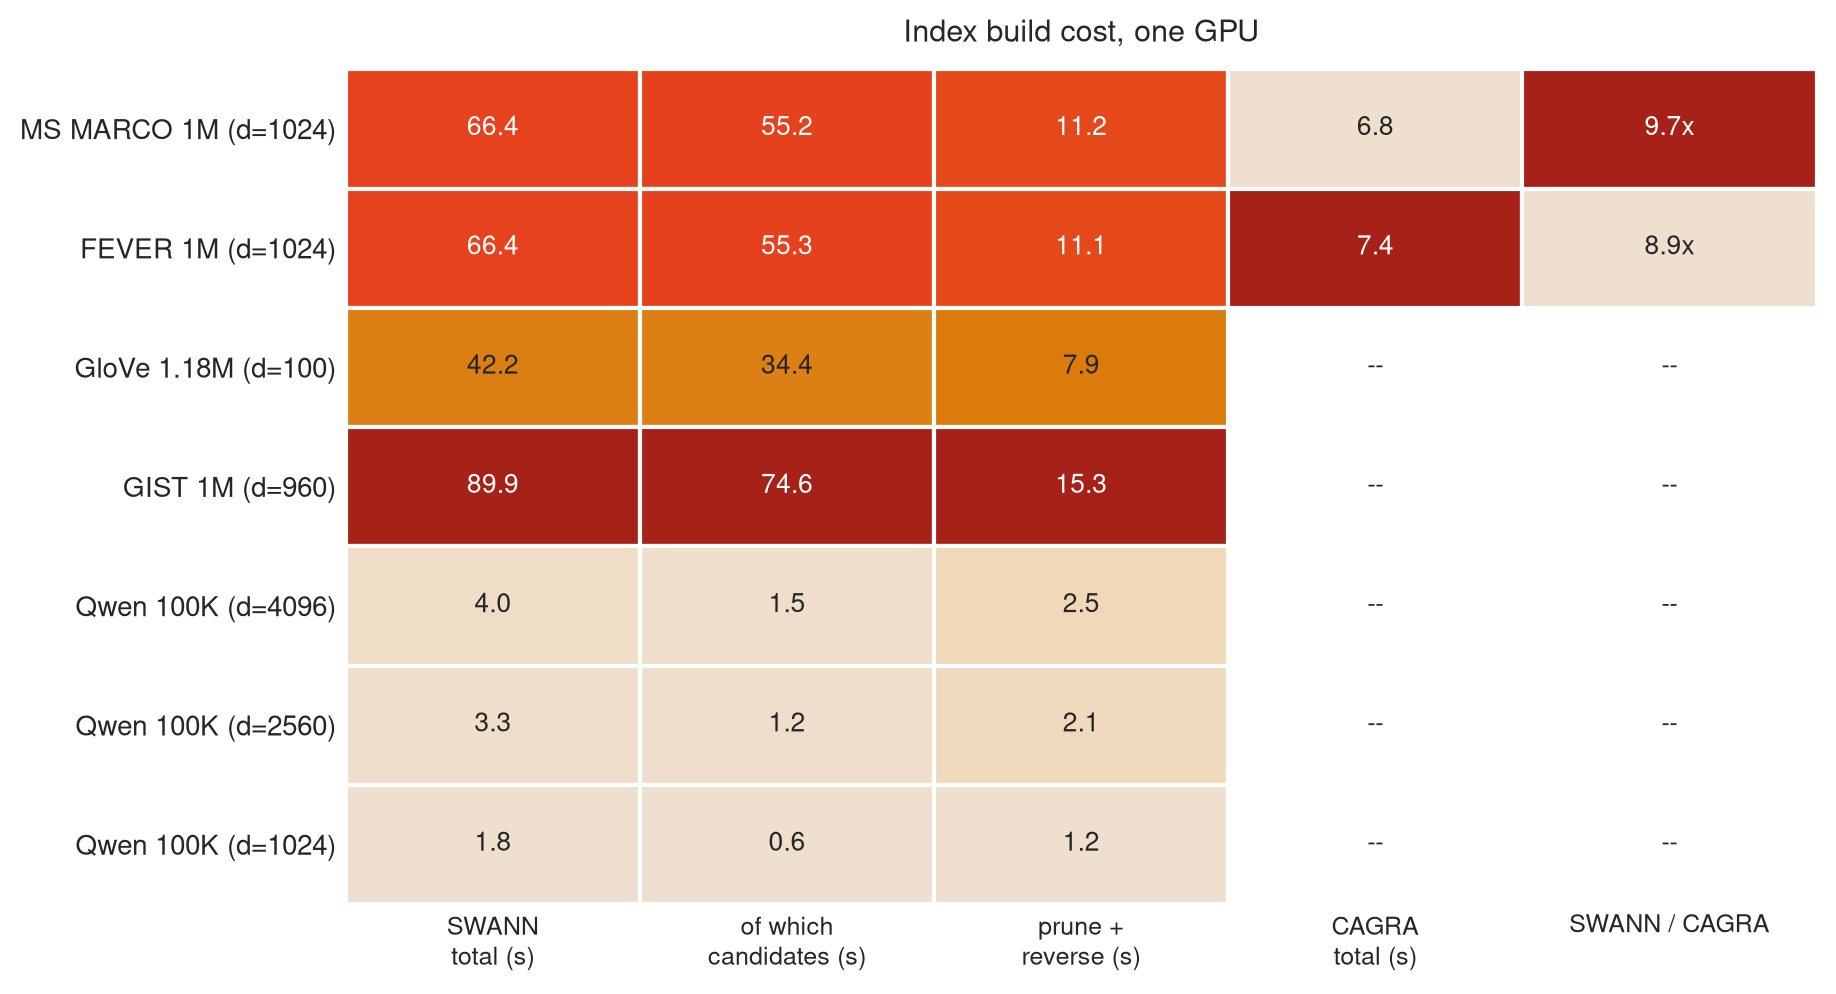 Index build cost, one GPU
MS MARCO 1M (d=1024) 66.4 55.2 11.2 6.8 9.7x
FEVER 1M (d=1024) 66.4 55.3 11.1 7.4 8.9x
GloVe 1.18M (d=100) 42.2 34.4 7.9 -- --
GIST 1M (d=960) 89.9 74.6 15.3 -- --
Qwen 100K (d=4096) 4.0 1.5 2.5 -- --
Qwen 100K (d=2560) 3.3 1.2 2.1 -- --
Qwen 100K (d=1024) 1.8 0.6 1.2 -- --
SWANN of which prune + CAGRA SWANN / CAGRA
total (s) candidates (s) reverse (s) total (s)